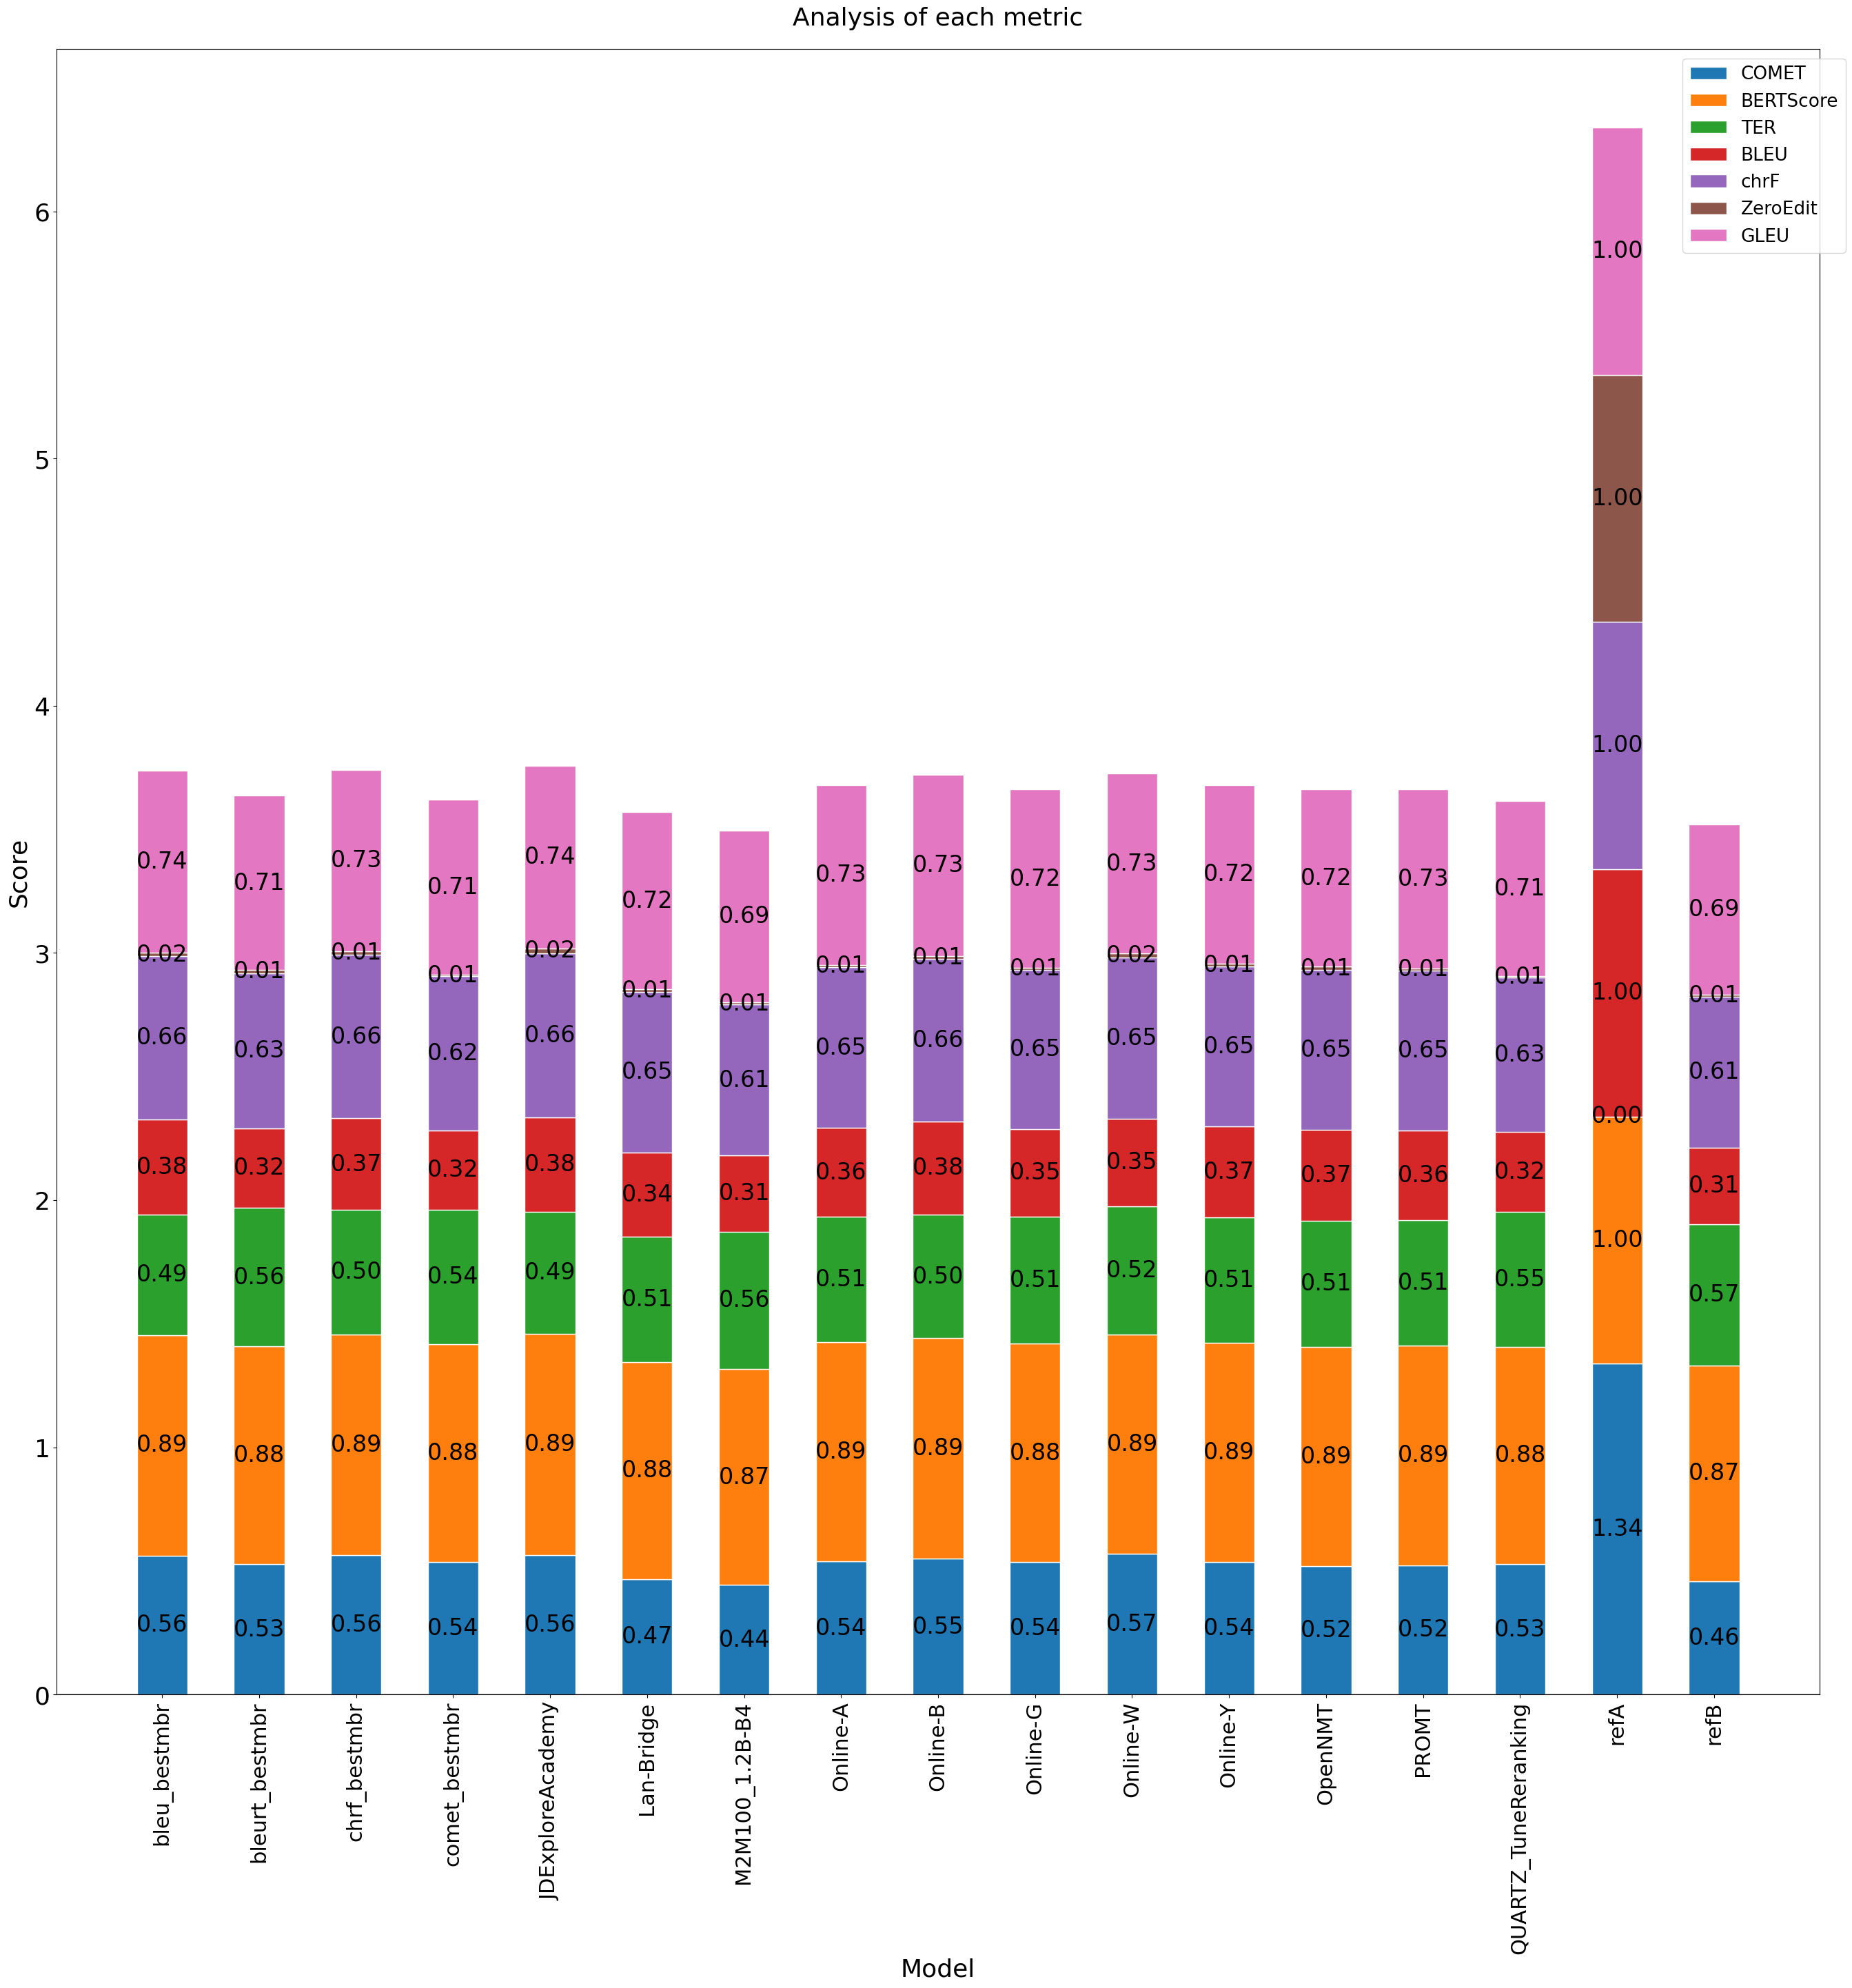 Analysis of each metric
COMET
BERTScore
TER
BLEU
chrF
ZeroEdit
GLEU
Score
6
5
4
3
2
1
0
0.74 0.71 0.73 0.71 0.74 0.72 0.69 0.73 0.73 0.72 0.73 0.72 0.72 0.73 0.71 1.00 0.69
0.02 0.01 0.01 0.01 0.02 0.01 0.01 0.01 0.01 0.01 0.02 0.01 0.01 0.01 0.01 1.00 0.01
0.66 0.63 0.66 0.62 0.66 0.65 0.61 0.65 0.66 0.65 0.65 0.65 0.65 0.65 0.63 1.00 0.61
0.38 0.32 0.37 0.32 0.38 0.34 0.31 0.36 0.38 0.35 0.35 0.37 0.37 0.36 0.32 1.00 0.31
0.49 0.56 0.50 0.54 0.49 0.51 0.56 0.51 0.50 0.51 0.52 0.51 0.51 0.51 0.55 0.00 0.57
0.89 0.88 0.89 0.88 0.89 0.88 0.87 0.89 0.89 0.88 0.89 0.89 0.89 0.89 0.88 1.00 0.87
0.56 0.53 0.56 0.54 0.56 0.47 0.44 0.54 0.55 0.54 0.57 0.54 0.52 0.52 0.53 1.34 0.46
bleu_bestmbr
bleurt_bestmbr
chrf_bestmbr
comet_bestmbr
JDExploreAcademy
Lan-Bridge
M2M100_1.2B-B4
Online-A
Online-B
Online-G
Online-W
Online-Y
OpenNMT
PROMT
QUARTZ_TuneReranking
refA
refB
Model